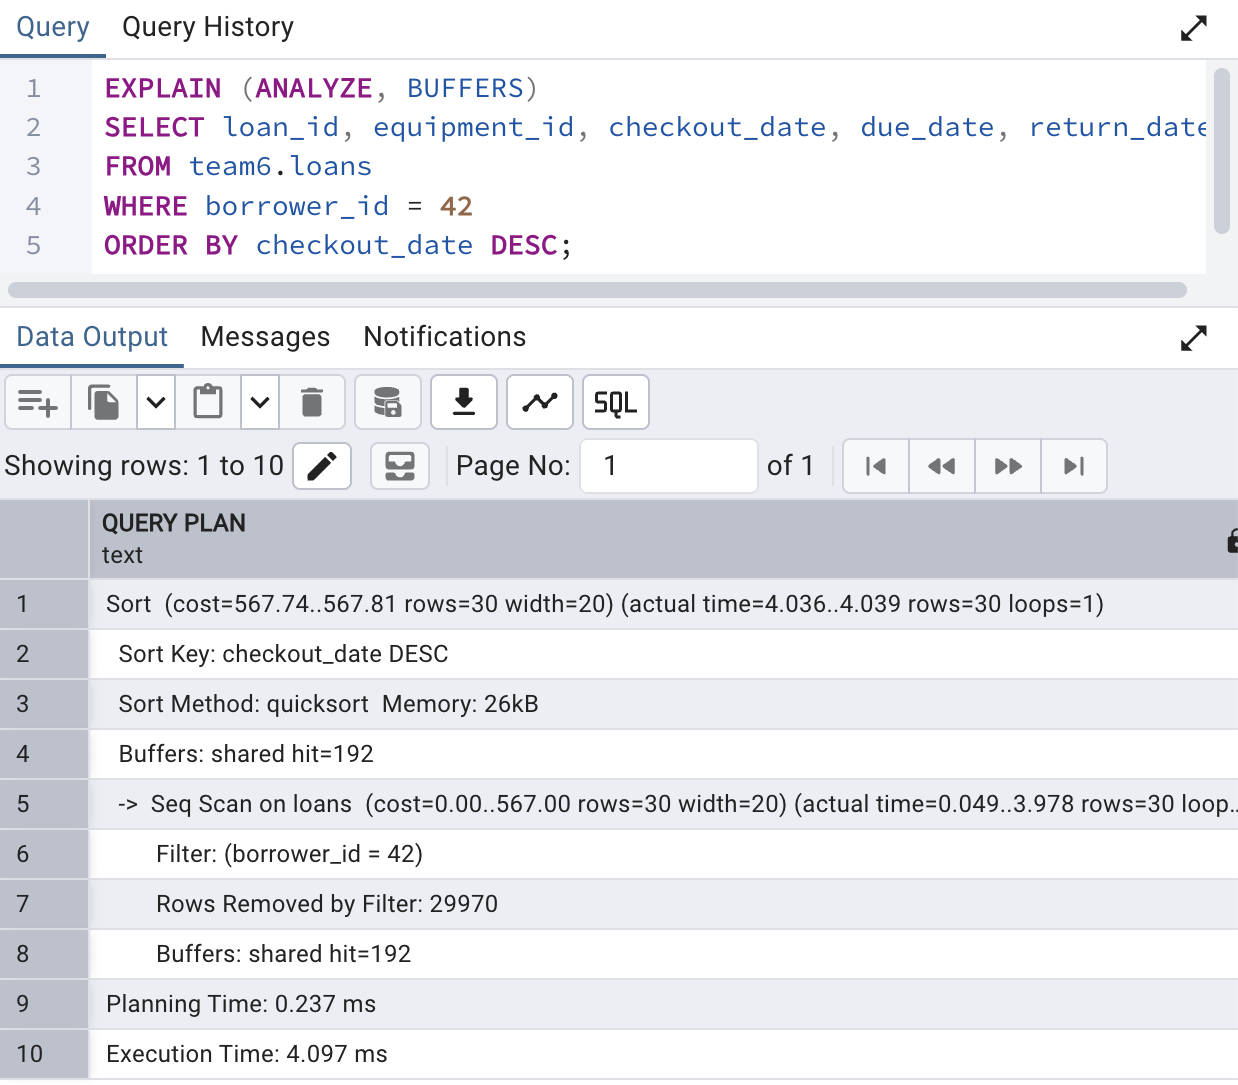 Query Query History
1 EXPLAIN (ANALYZE, BUFFERS)
2 SELECT loan_id, equipment_id, checkout_date, due_date, return_date
3 FROM team6.loans
4 WHERE borrower_id = 42
5 ORDER BY checkout_date DESC;
Data Output Messages Notifications
SQL
Showing rows: 1 to 10 Page No: 1 of 1
QUERY PLAN
text
1 Sort (cost=567.74..567.81 rows=30 width=20) (actual time=4.036..4.039 rows=30 loops=1)
2 Sort Key: checkout_date DESC
3 Sort Method: quicksort Memory: 26kB
4 Buffers: shared hit=192
5 -> Seq Scan on loans (cost=0.00..567.00 rows=30 width=20) (actual time=0.049..3.978 rows=30 loop...
6 Filter: (borrower_id = 42)
7 Rows Removed by Filter: 29970
8 Buffers: shared hit=192
9 Planning Time: 0.237 ms
10 Execution Time: 4.097 ms